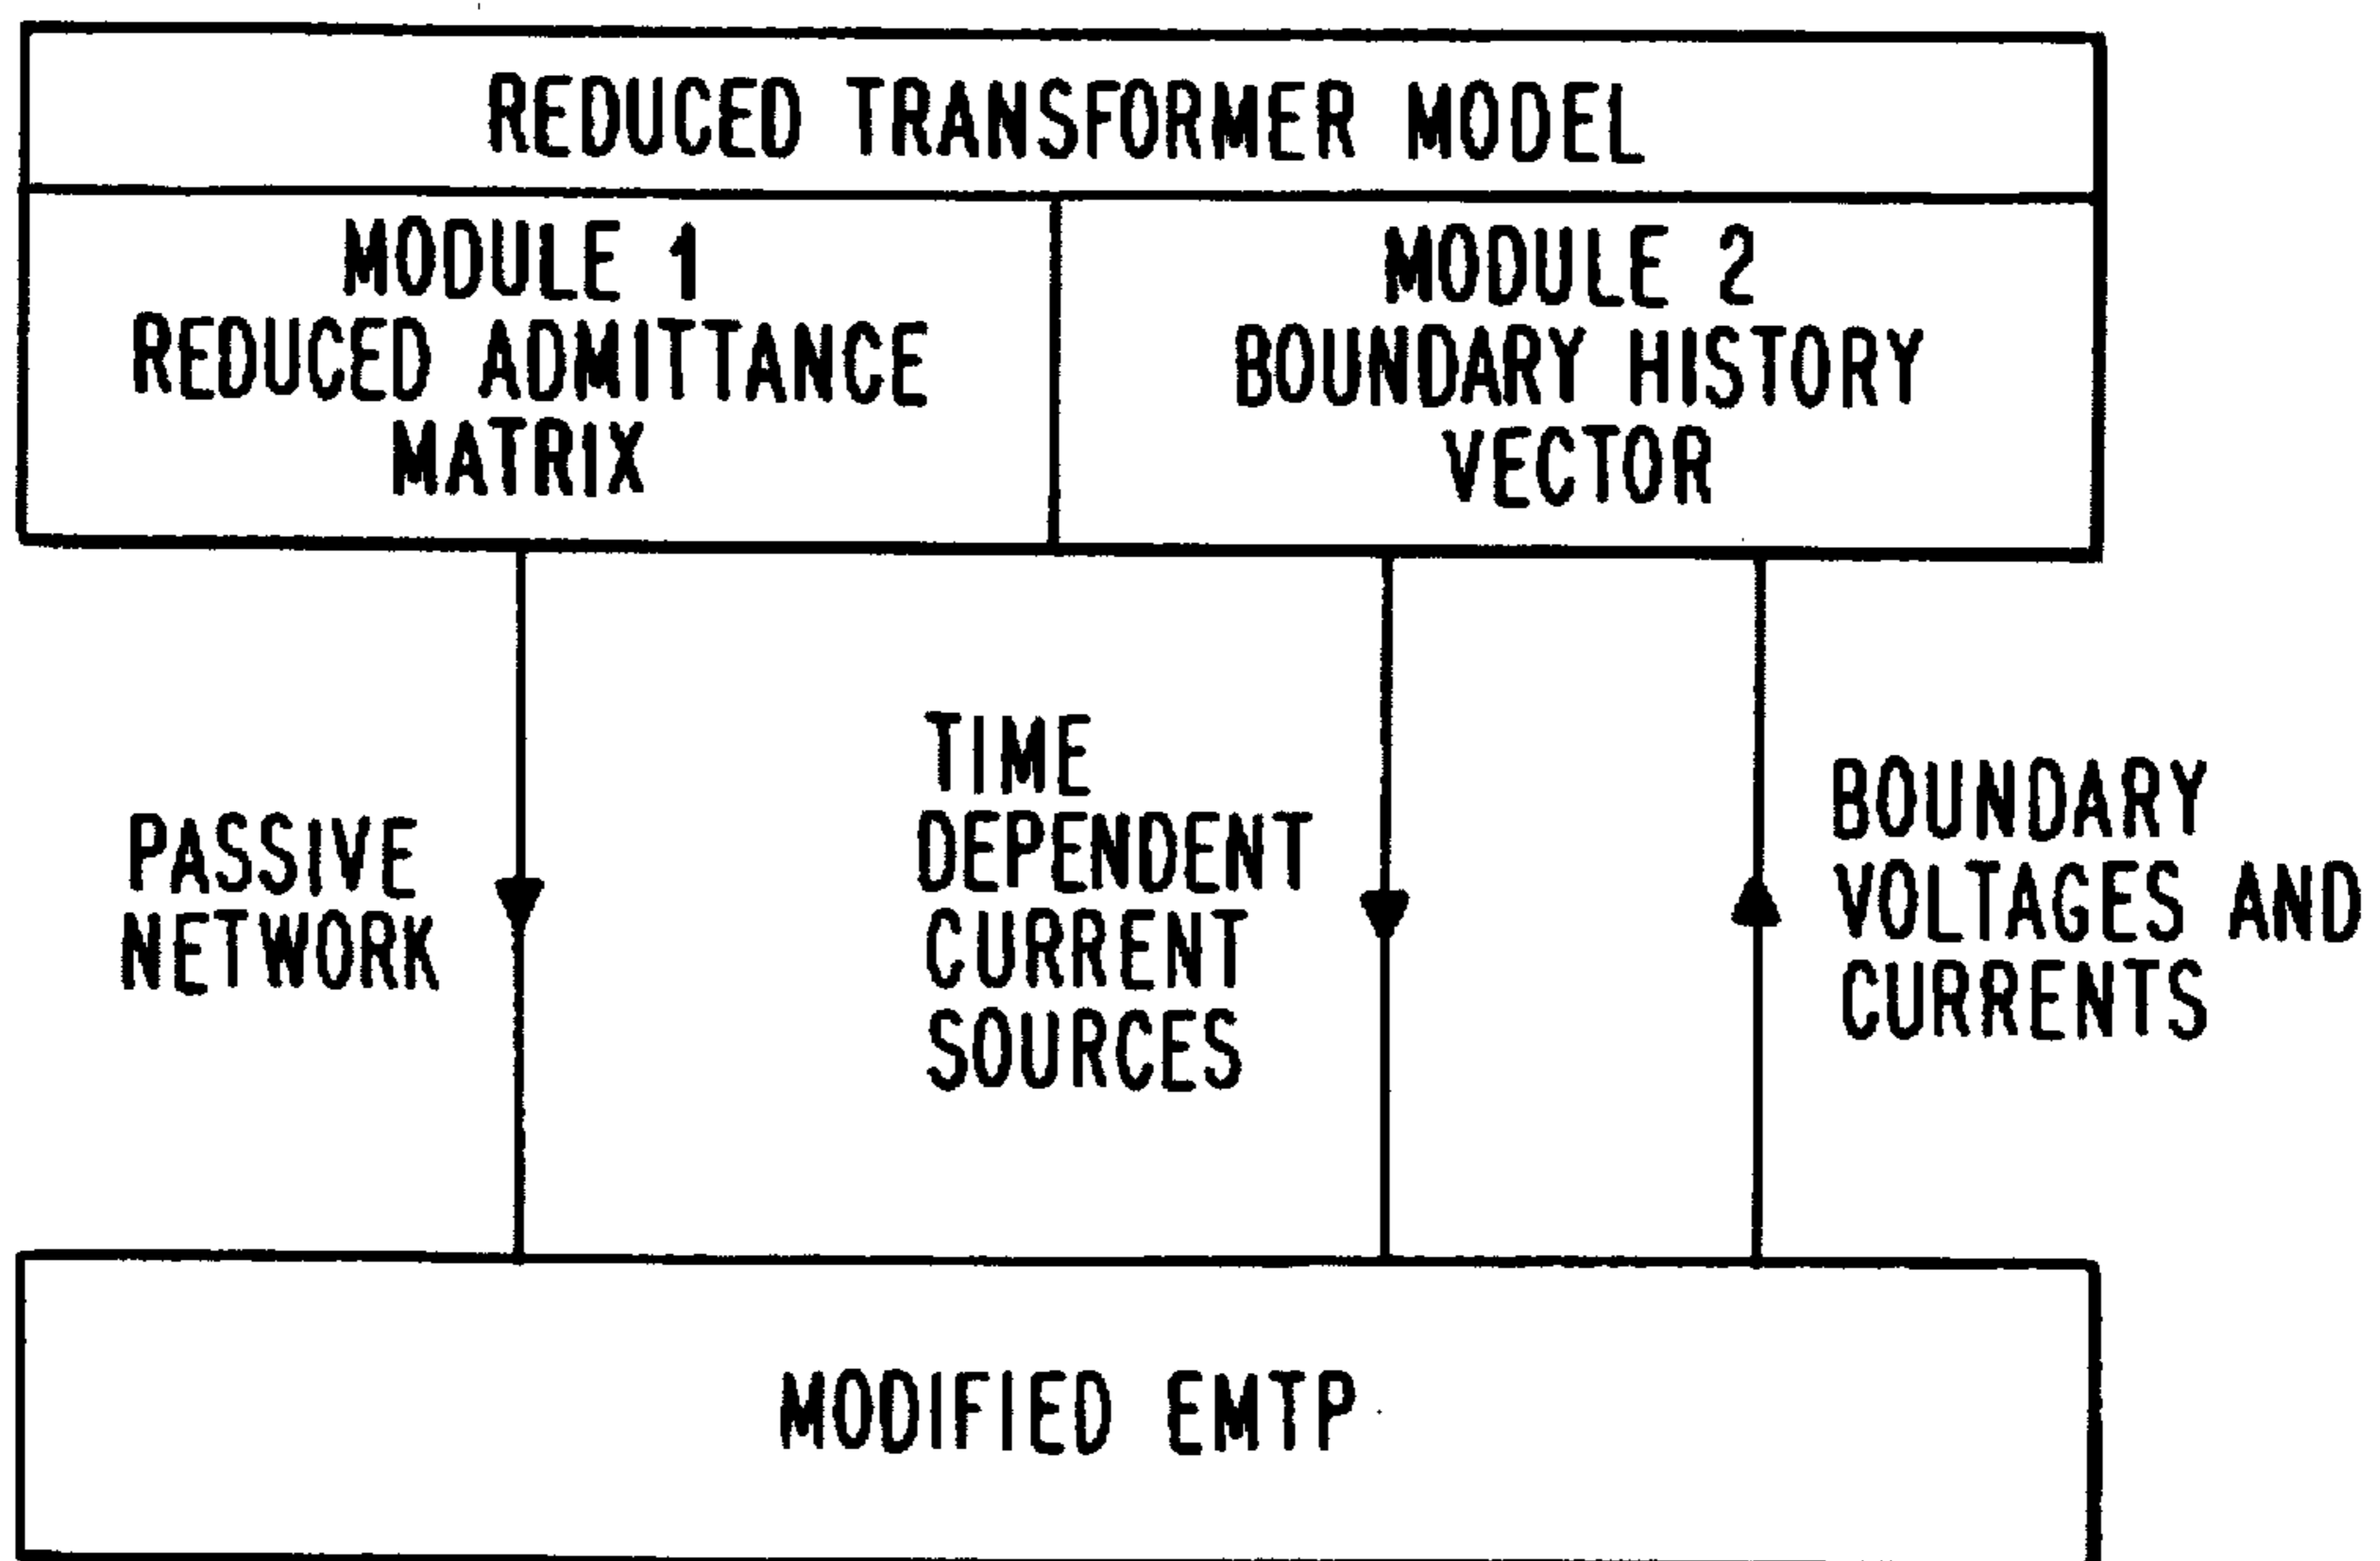 REDUCED TRANSFORMER MODEL
MODULE 1
REDUCED ADMITTANCE
MATRIX
MODULE 2
BOUNDARY HISTORY
VECTOR
PASSIVE
NETWORK
TIME
DEPENDENT
CURRENT
SOURCES
BOUNDARY
VOLTAGES AND
CURRENTS
MODIFIED EMTP